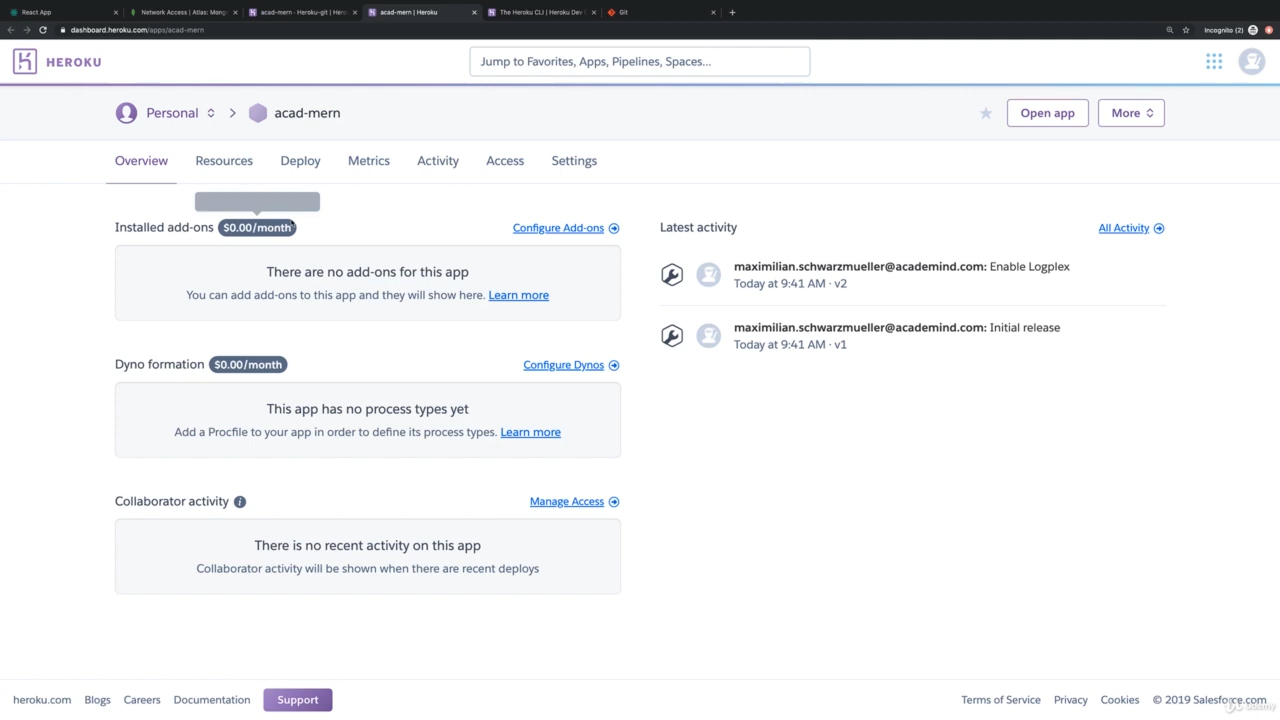 React App
Network Access | Atlas: Mong
acad-mern · Heroku-git | Hero
acad-mern | Heroku
The Heroku CLI | Heroku Dev
Git
dashboard.heroku.com/apps/acad-mern
Incognito (2)
HEROKU
Jump to Favorites, Apps, Pipelines, Spaces...
Personal
acad-mern
Open app
More
Overview
Resources
Deploy
Metrics
Activity
Access
Settings
Installed add-ons $0.00/month
Configure Add-ons
There are no add-ons for this app
You can add add-ons to this app and they will show here. Learn more
Dyno formation $0.00/month
Configure Dynos
This app has no process types yet
Add a Procfile to your app in order to define its process types. Learn more
Collaborator activity
Manage Access
There is no recent activity on this app
Collaborator activity will be shown when there are recent deploys
Latest activity
All Activity
maximilian.schwarzmueller@academind.com: Enable Logplex
Today at 9:41 AM · v2
maximilian.schwarzmueller@academind.com: Initial release
Today at 9:41 AM · v1
heroku.com
Blogs
Careers
Documentation
Support
Terms of Service
Privacy
Cookies
© 2019 Salesforce.com
Udemy